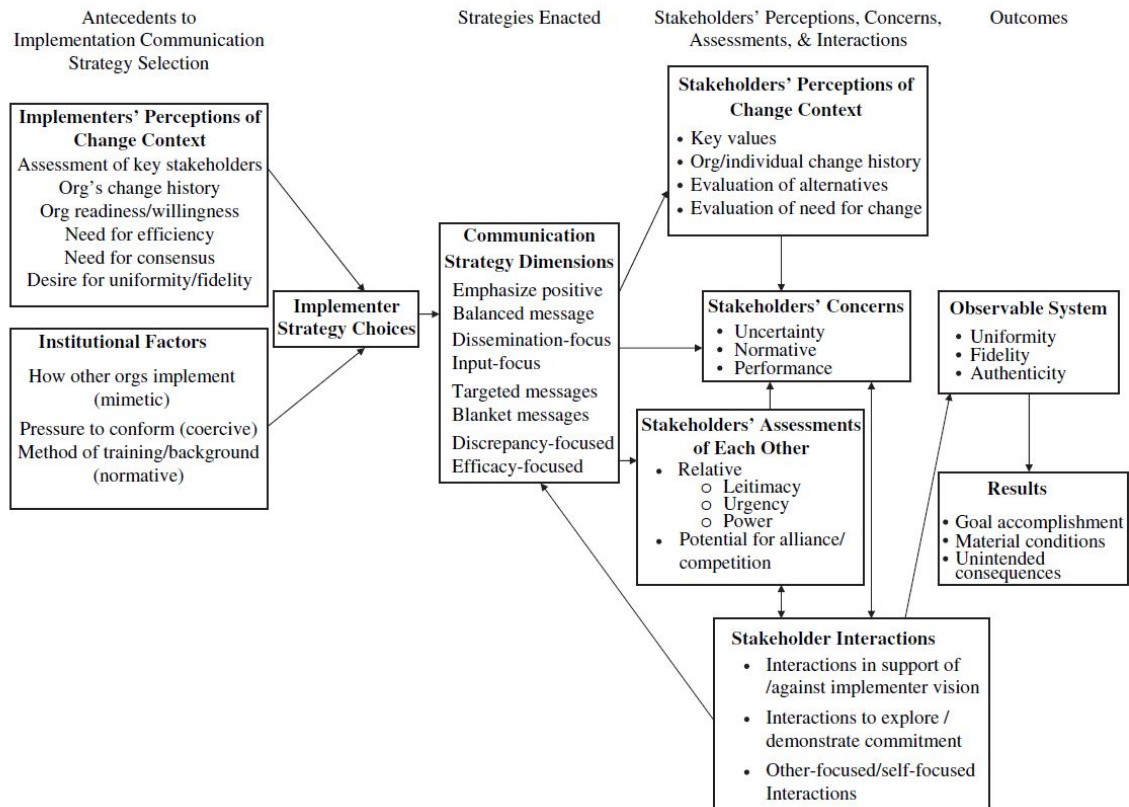 Antecedents to
Implementation Communication
Strategy Selection
Strategies Enacted
Stakeholders' Perceptions, Concerns,
Assessments, & Interactions
Outcomes
Implementers' Perceptions of
Change Context
Assessment of key stakeholders
Org's change history
Org readiness/willingness
Need for efficiency
Need for consensus
Desire for uniformity/fidelity
Institutional Factors
How other orgs implement
(mimetic)
Pressure to conform (coercive)
Method of training/background
(normative)
Implementer
Strategy Choices
Communication
Strategy Dimensions
Emphasize positive
Balanced message
Dissemination-focus
Input-focus
Targeted messages
Blanket messages
Discrepancy-focused
Efficacy-focused
Stakeholders' Perceptions of
Change Context
• Key values
• Org/individual change history
• Evaluation of alternatives
• Evaluation of need for change
Stakeholders' Concerns
• Uncertainty
• Normative
• Performance
Stakeholders' Assessments
of Each Other
• Relative
o Leitimacy
o Urgency
o Power
• Potential for alliance/
competition
Stakeholder Interactions
• Interactions in support of
/against implementer vision
• Interactions to explore /
demonstrate commitment
• Other-focused/self-focused
Interactions
Observable System
• Uniformity
• Fidelity
• Authenticity
Results
• Goal accomplishment
• Material conditions
• Unintended
consequences